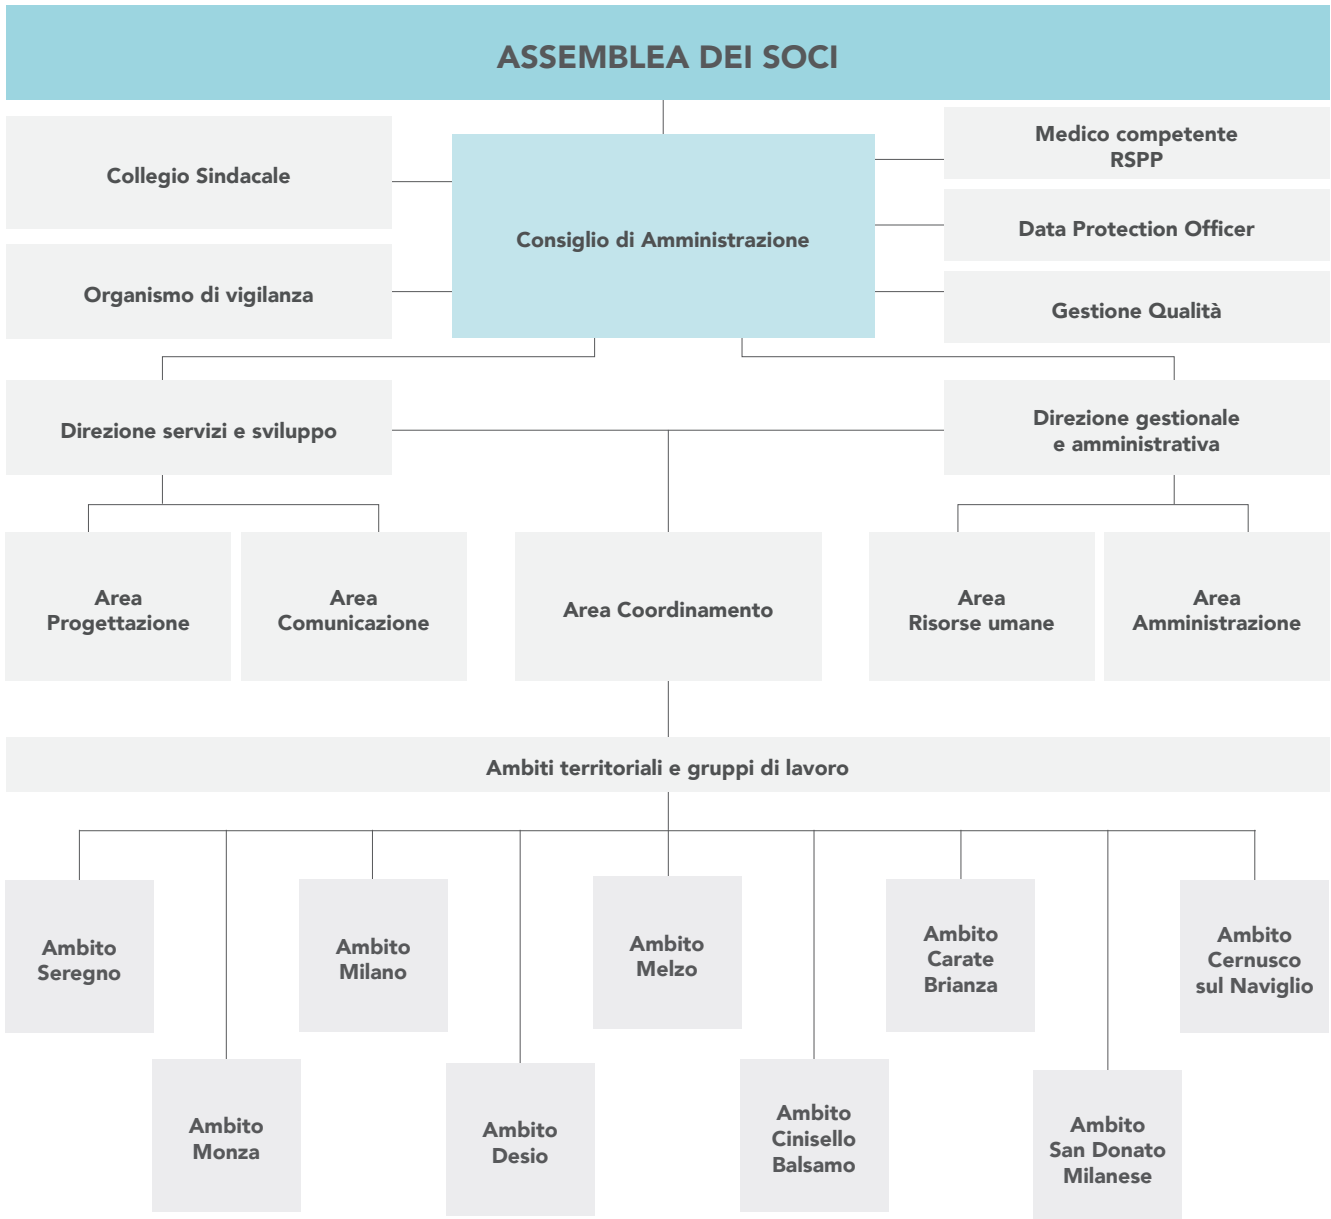 ASSEMBLEA DEI SOCI
Collegio Sindacale
Organismo di vigilanza
Consiglio di Amministrazione
Medico competente
RSPP
Data Protection Officer
Gestione Qualità
Direzione servizi e sviluppo
Direzione gestionale
e amministrativa
Area
Progettazione
Area
Comunicazione
Area Coordinamento
Area
Risorse umane
Area
Amministrazione
Ambiti territoriali e gruppi di lavoro
Ambito
Seregno
Ambito
Milano
Ambito
Melzo
Ambito
Carate
Brianza
Ambito
Cernusco
sul Naviglio
Ambito
Monza
Ambito
Desio
Ambito
Cinisello
Balsamo
Ambito
San Donato
Milanese